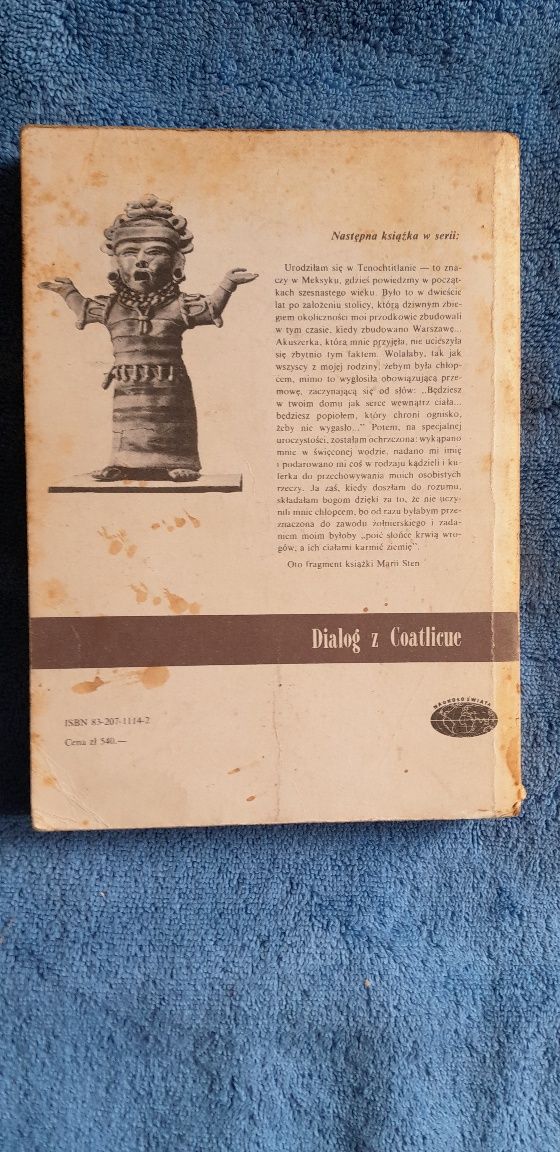 Następna książka w serii:
Urodziłam się w Tenochtitlanie — to zna-
czy w Meksyku, gdzieś powiedzmy w począt-
kach szesnastego wieku. Było to w dwieście
lat po założeniu stolicy, którą dziwnym zbie-
giem okoliczności moi przodkowie zbudowali
w tym czasie, kiedy zbudowano Warszawę...
Akuszerka, która mnie przyjęła, nie ucieszyła
się zbytnio tym faktem. Wolałaby, tak jak
wszyscy z mojej rodziny, żebym była chłop-
cem, mimo to wygłosiła obowiązującą prze-
mowę, zaczynającą się od słów: „Będziesz
w twoim domu jak serce wewnątrz ciała...
będziesz popiołem, który chroni ognisko,
żeby nie wygasło...” Potem, na specjalnej
uroczystości, zostałam ochrzczona: wykąpano
mnie w święconej wodzie, nadano mi imię
i podarowano mi coś w rodzaju kądzieli i ku-
ferka do przechowywania moich osobistych
rzeczy. Ja zaś, kiedy doszłam do rozumu,
składałam bogom dzięki za to, że nie uczy-
nili mnie chłopcem, bo od razu byłabym prze-
znaczona do zawodu żołnierskiego i zada-
niem moim byłoby „poić słońce krwią wro-
gów, a ich ciałami karmić ziemię”.
Oto fragment książki Marii Sten
Dialog z Coatlicue
NAOKOŁO ŚWIATA
ISBN 83-207-1114-2
Cena zł 540.—